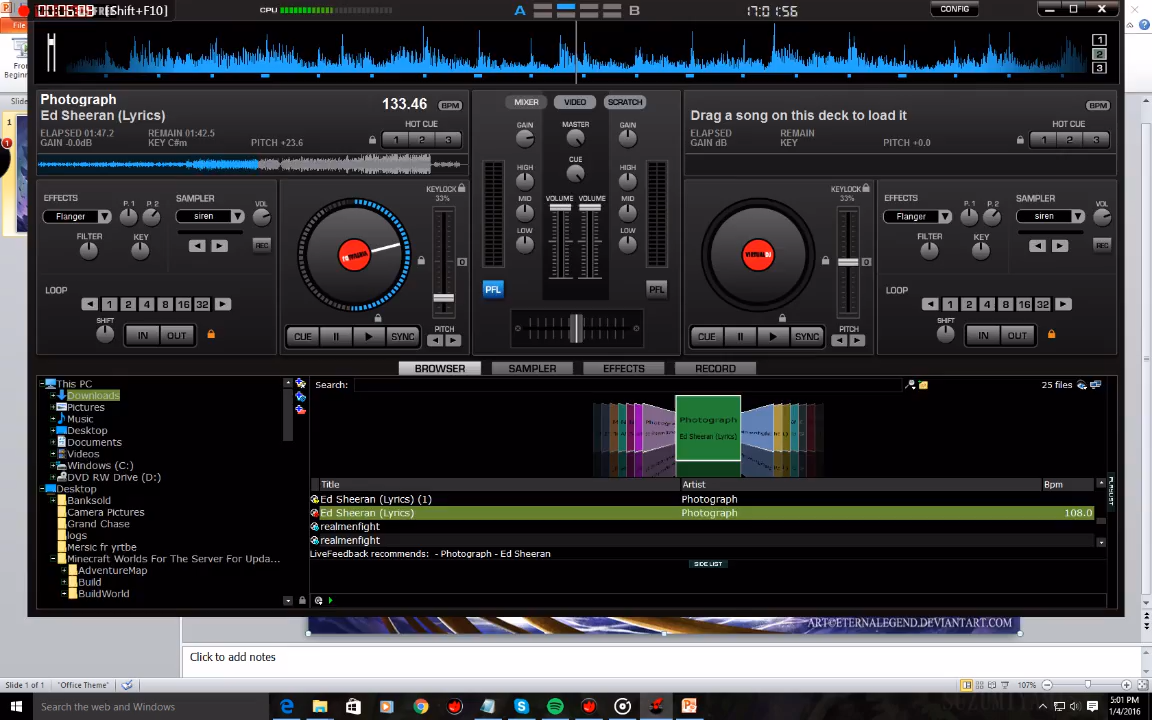 00:06:09 [Shift+F10]
CPU
A B
17:01:56
CONFIG
File
From
Beginn
Slide
1
1
2
3
Photograph
Ed Sheeran (Lyrics)
133.46 BPM
ELAPSED 01:47.2 REMAIN 01:42.5
GAIN -0.0dB KEY C#m PITCH +23.6
HOT CUE
1 2 3
MIXER VIDEO SCRATCH
GAIN MASTER GAIN
HIGH CUE HIGH
MID VOLUME VOLUME MID
LOW LOW
PFL PFL
Drag a song on this deck to load it
BPM
ELAPSED REMAIN
GAIN dB KEY PITCH +0.0
HOT CUE
1 2 3
EFFECTS SAMPLER VOL
Flanger P. 1 P. 2 siren
FILTER KEY REC
LOOP
1 2 4 8 16 32
SHIFT IN OUT
KEYLOCK
33%
0
CUE SYNC PITCH
KEYLOCK
33%
0
CUE SYNC PITCH
EFFECTS SAMPLER VOL
Flanger P. 1 P. 2 siren
FILTER KEY REC
LOOP
1 2 4 8 16 32
SHIFT IN OUT
BROWSER SAMPLER EFFECTS RECORD
This PC
Downloads
Pictures
Music
Desktop
Documents
Videos
Windows (C:)
DVD RW Drive (D:)
Desktop
Banksold
Camera Pictures
Grand Chase
logs
Mersic fr yrtbe
Minecraft Worlds For The Server For Upda...
AdventureMap
Build
BuildWorld
Search:
25 files
Photograph
Ed Sheeran (Lyrics)
Title Artist Bpm
Ed Sheeran (Lyrics) (1) Photograph
Ed Sheeran (Lyrics) Photograph 108.0
realmenfight
realmenfight
LiveFeedback recommends: - Photograph - Ed Sheeran
SIDE LIST
PLAYLIST
ART©ETERNALEGEND.DEVIANTART.COM
Click to add notes
Slide 1 of 1 "Office Theme" 107%
Search the web and Windows
5:01 PM
1/4/2016